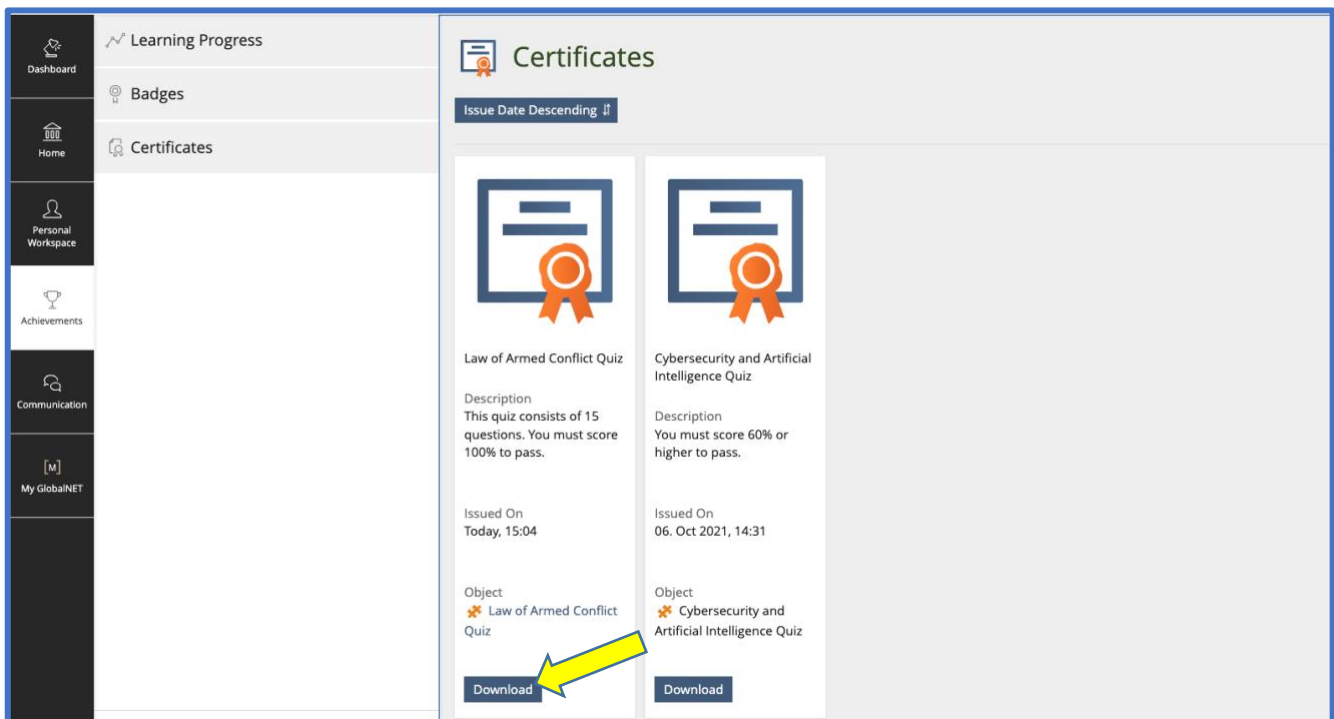 Dashboard
Home
Personal
Workspace
Achievements
Communication
[M]
My GlobalNET
Learning Progress
Badges
Certificates
Certificates
Issue Date Descending
Law of Armed Conflict Quiz
Description
This quiz consists of 15
questions. You must score
100% to pass.
Issued On
Today, 15:04
Object
Law of Armed Conflict
Quiz
Download
Cybersecurity and Artificial
Intelligence Quiz
Description
You must score 60% or
higher to pass.
Issued On
06. Oct 2021, 14:31
Object
Cybersecurity and
Artificial Intelligence Quiz
Download